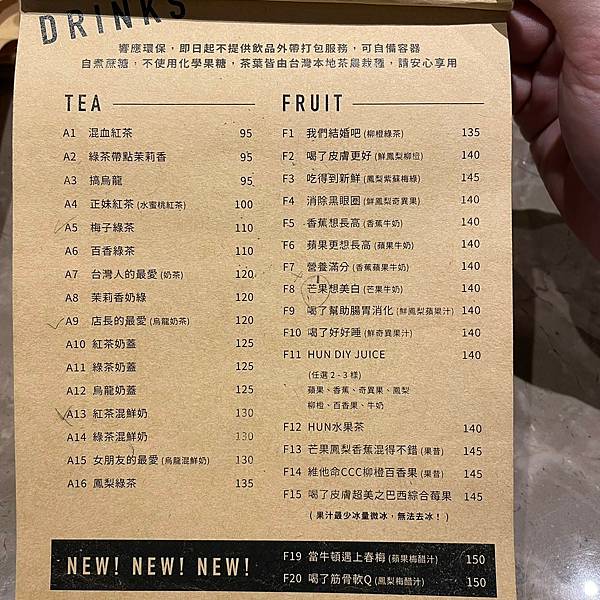 DRINKS
響應環保，即日起不提供飲品外帶打包服務，可自備容器
自煮蔗糖，不使用化學果糖，茶葉皆由台灣本地茶農栽種，請安心享用
TEA
A1 混血紅茶 95
A2 綠茶帶點茉莉香 95
A3 搞烏龍 95
A4 正妹紅茶 (水蜜桃紅茶) 100
A5 梅子綠茶 110
A6 百香綠茶 110
A7 台灣人的最愛 (奶茶) 120
A8 茉莉香奶綠 120
A9 店長的最愛 (烏龍奶茶) 120
A10 紅茶奶蓋 125
A11 綠茶奶蓋 125
A12 烏龍奶蓋 125
A13 紅茶混鮮奶 130
A14 綠茶混鮮奶 130
A15 女朋友的最愛 (烏龍混鮮奶) 130
A16 鳳梨綠茶 135
FRUIT
F1 我們結婚吧 (柳橙綠茶) 135
F2 喝了皮膚更好 (鮮鳳梨柳橙) 140
F3 吃得到新鮮 (鳳梨紫蘇梅綠) 145
F4 消除黑眼圈 (鮮鳳梨奇異果) 140
F5 香蕉想長高 (香蕉牛奶) 140
F6 蘋果更想長高 (蘋果牛奶) 140
F7 營養滿分 (香蕉蘋果牛奶) 140
F8 芒果想美白 (芒果牛奶) 140
F9 喝了幫助腸胃消化 (鮮鳳梨蘋果汁) 140
F10 喝了好好睡 (鮮奇異果汁) 140
F11 HUN DIY JUICE 140
(任選 2 - 3 樣)
蘋果、香蕉、奇異果、鳳梨
柳橙、百香果、牛奶
F12 HUN水果茶 140
F13 芒果鳳梨香蕉混得不錯 (果昔) 145
F14 維他命CCC柳橙百香果 (果昔) 145
F15 喝了皮膚超美之巴西綜合莓果 145
( 果汁最少冰量微冰，無法去冰！ )
NEW! NEW! NEW!
F19 當牛頓遇上春梅 (蘋果梅醋汁) 150
F20 喝了筋骨軟Q (鳳梨梅醋汁) 150